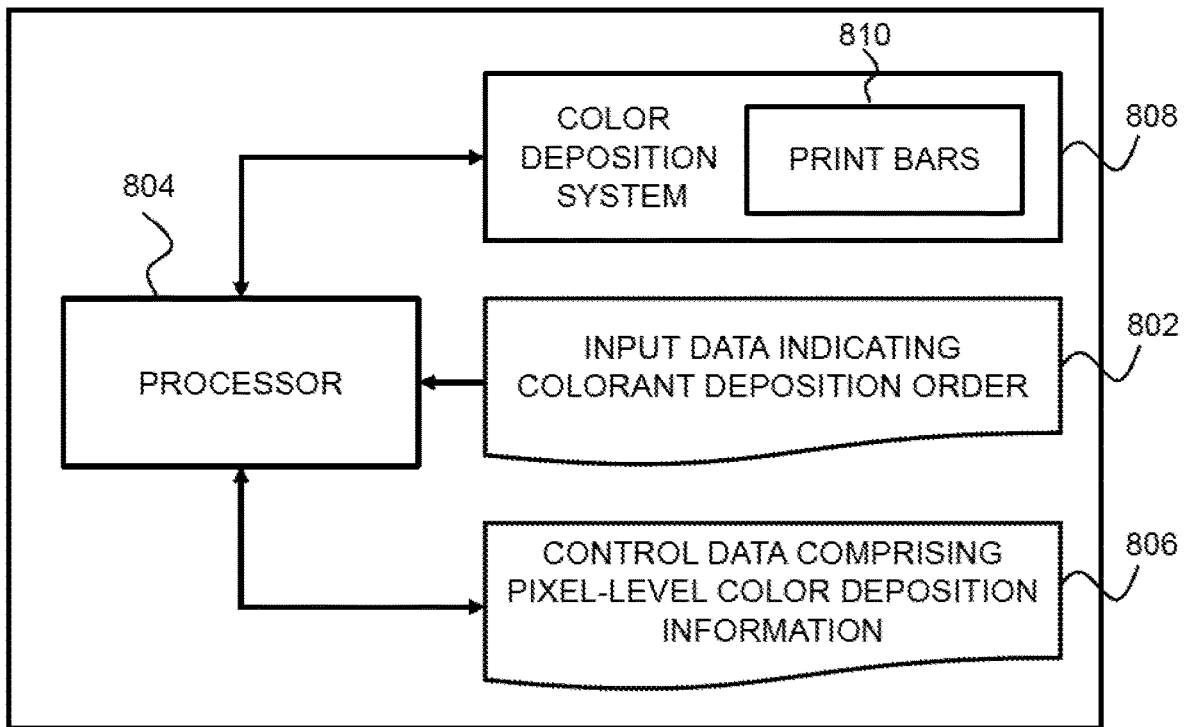 810
COLOR
DEPOSITION
SYSTEM
PRINT BARS
808
804
PROCESSOR
INPUT DATA INDICATING
COLORANT DEPOSITION ORDER
802
CONTROL DATA COMPRISING
PIXEL-LEVEL COLOR DEPOSITION
INFORMATION
806